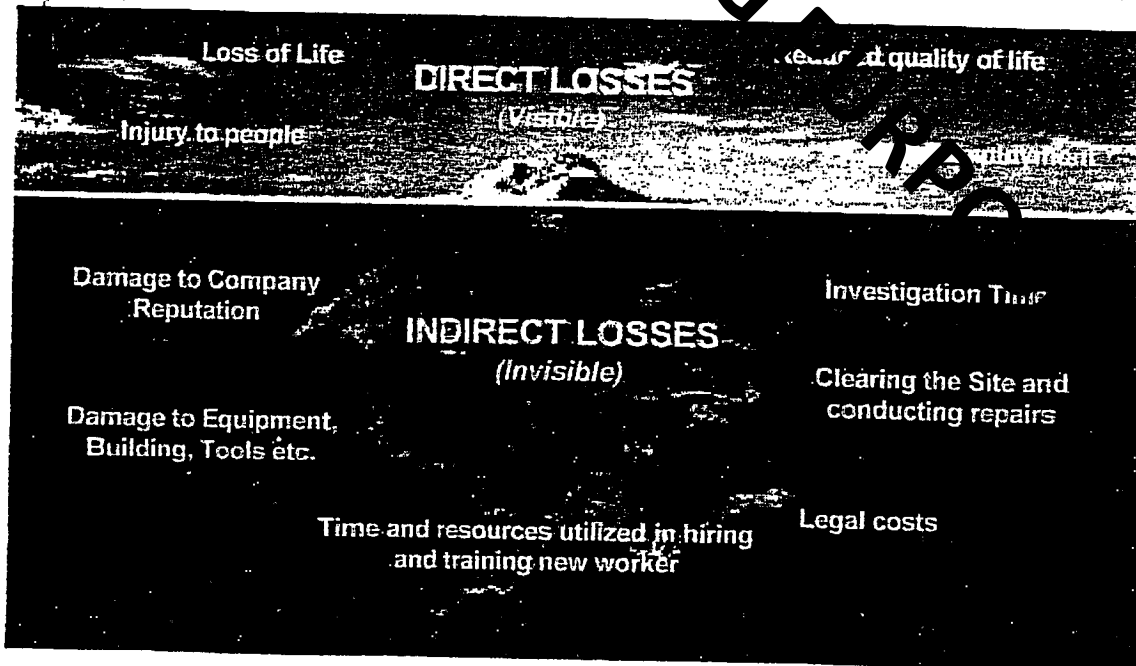 Loss of Life
DIRECT LOSSES
(Visible)
quality of life
Injury to people
Damage to Company
Reputation
INDIRECT LOSSES
(Invisible)
Investigation Time
Clearing the Site and
conducting repairs
Damage to Equipment,
Building, Tools etc.
Time and resources utilized in hiring
and training new worker
Legal costs